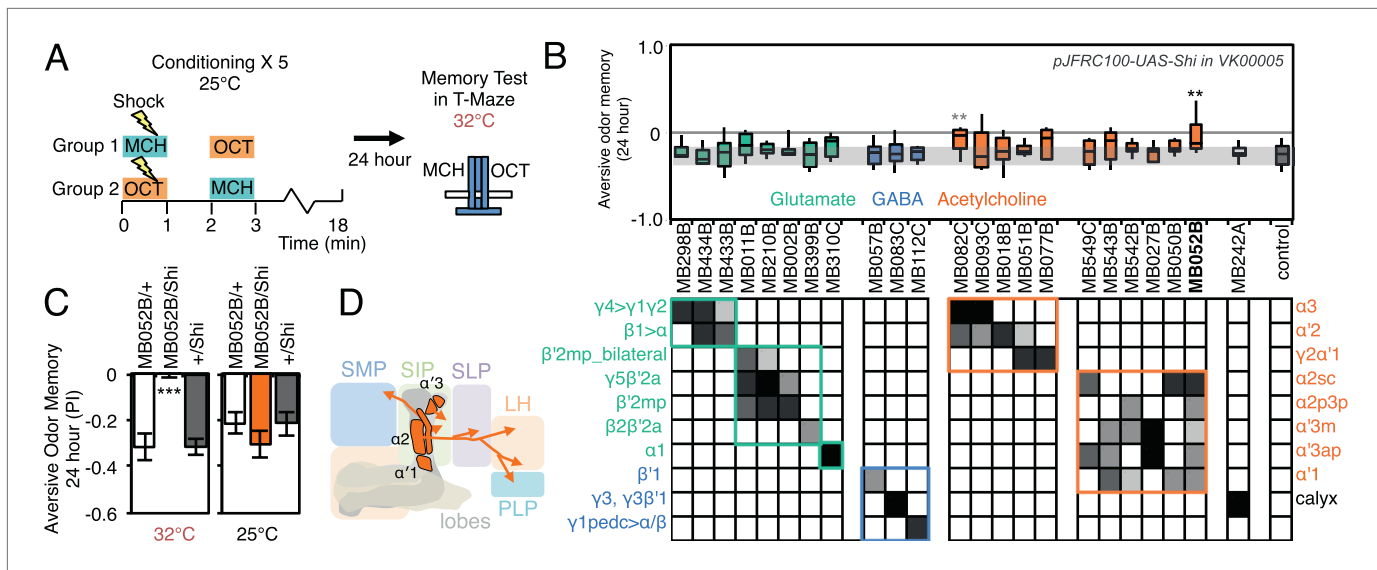 A
Conditioning X 5
25°C
Shock
Group 1
MCH
OCT
Group 2
OCT
MCH
0
1
2
3
18
Time (min)
24 hour
Memory Test
in T-Maze
32°C
MCH
OCT
B
Aversive odor memory
(24 hour)
1.0
0
-1.0
pJFRC100-UAS-Shi in VK00005
**
**
Glutamate
GABA
Acetylcholine
MB298B
MB434B
MB433B
MB011B
MB210B
MB002B
MB399B
MB310C
MB057B
MB083C
MB112C
MB082C
MB093C
MB018B
MB051B
MB077B
MB549C
MB543B
MB542B
MB027B
MB050B
MB052B
MB242A
control
γ4>γ1γ2
β1>α
β'2mp_bilateral
γ5β'2a
β'2mp
β2β'2a
α1
β'1
γ3, γ3β'1
γ1pedc>α/β
α3
α'2
γ2α'1
α2sc
α2p3p
α'3m
α'3ap
α'1
calyx
C
MB052B/+
MB052B/Shi
+/Shi
MB052B/+
MB052B/Shi
+/Shi
Aversive Odor Memory
24 hour (PI)
0
-0.2
-0.4
-0.6
***
32°C
25°C
D
SMP
SIP
SLP
LH
PLP
α'3
α2
α'1
lobes